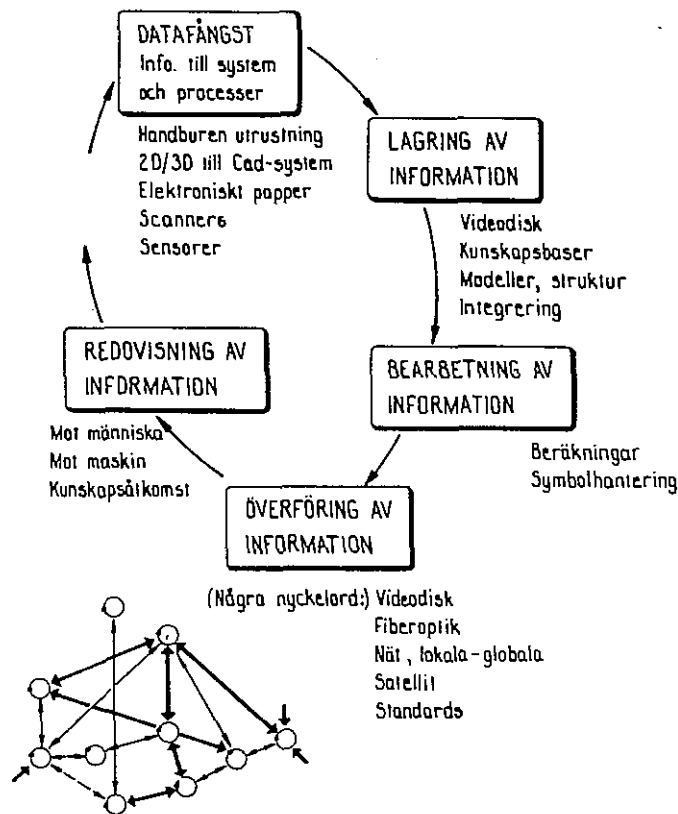 DATAFÅNGST
Info. till system
och processer
Handburen utrustning
2D/3D till Cad-system
Elektroniskt papper
Scanners
Sensorer
LAGRING AV
INFORMATION
Videodisk
Kunskapsbaser
Modeller, struktur
Integrering
BEARBETNING AV
INFORMATION
Beräkningar
Symbolhantering
ÖVERFÖRING AV
INFORMATION
(Några nyckelord:) Videodisk
Fiberoptik
Nät, lokala-globala
Satellit
Standards
REDOVISNING AV
INFORMATION
Mot människa
Mot maskin
Kunskapsåtkomst